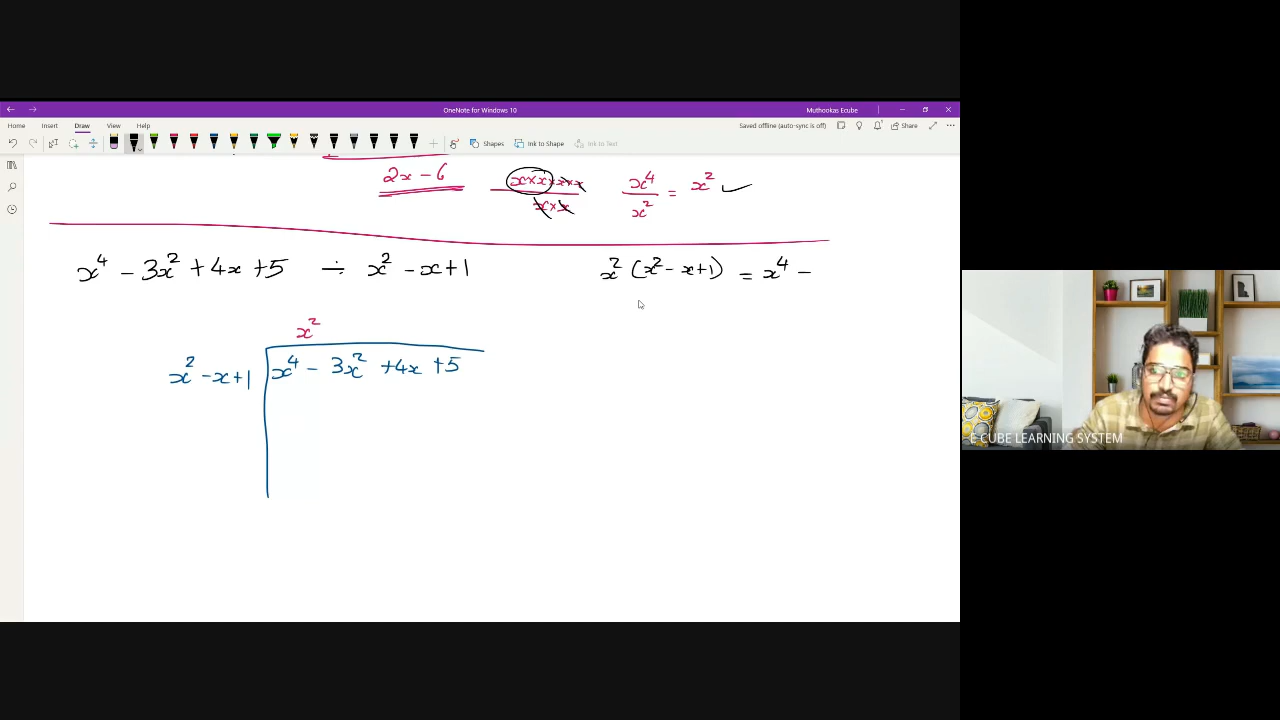 OneNote for Windows 10
Muthookas Ecube
Home Insert Draw View Help
Saved offline (auto-sync is off)
Share
Shapes
Ink to Shape
Ink to Text
2x - 6
x × x × x × x
x × x
x⁴
x²
= x²
x⁴ - 3x² + 4x + 5 ÷ x² - x + 1
x² (x² - x + 1) = x⁴ -
x²
x² - x + 1
x⁴ - 3x² + 4x + 5
E CUBE LEARNING SYSTEM